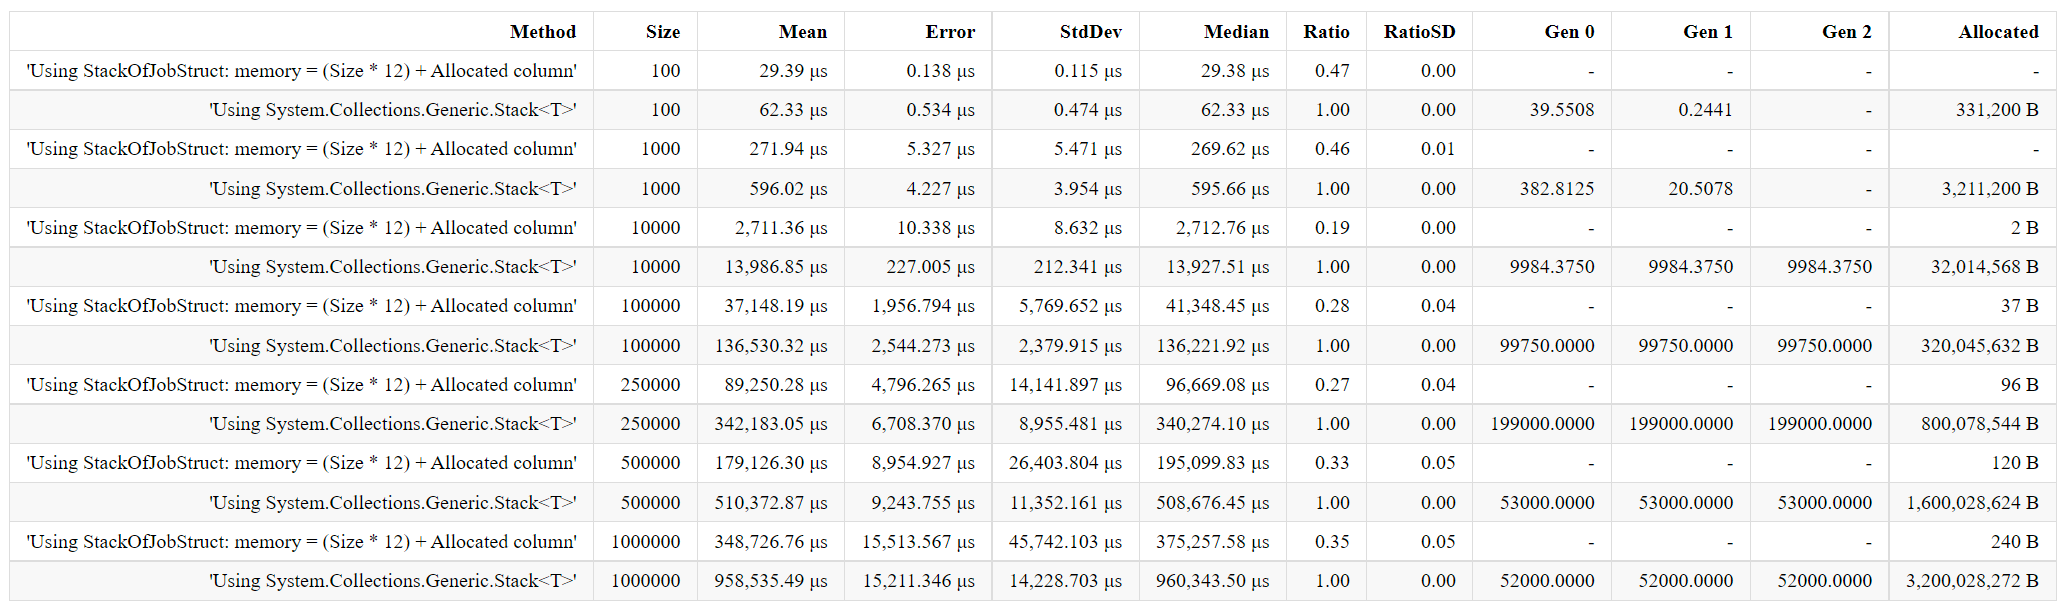 Method Size Mean Error StdDev Median Ratio RatioSD Gen 0 Gen 1 Gen 2 Allocated
'Using StackOfJobStruct: memory = (Size * 12) + Allocated column' 100 29.39 μs 0.138 μs 0.115 μs 29.38 μs 0.47 0.00 - - - -
'Using System.Collections.Generic.Stack<T>' 100 62.33 μs 0.534 μs 0.474 μs 62.33 μs 1.00 0.00 39.5508 0.2441 - 331,200 B
'Using StackOfJobStruct: memory = (Size * 12) + Allocated column' 1000 271.94 μs 5.327 μs 5.471 μs 269.62 μs 0.46 0.01 - - - -
'Using System.Collections.Generic.Stack<T>' 1000 596.02 μs 4.227 μs 3.954 μs 595.66 μs 1.00 0.00 382.8125 20.5078 - 3,211,200 B
'Using StackOfJobStruct: memory = (Size * 12) + Allocated column' 10000 2,711.36 μs 10.338 μs 8.632 μs 2,712.76 μs 0.19 0.00 - - - 2 B
'Using System.Collections.Generic.Stack<T>' 10000 13,986.85 μs 227.005 μs 212.341 μs 13,927.51 μs 1.00 0.00 9984.3750 9984.3750 9984.3750 32,014,568 B
'Using StackOfJobStruct: memory = (Size * 12) + Allocated column' 100000 37,148.19 μs 1,956.794 μs 5,769.652 μs 41,348.45 μs 0.28 0.04 - - - 37 B
'Using System.Collections.Generic.Stack<T>' 100000 136,530.32 μs 2,544.273 μs 2,379.915 μs 136,221.92 μs 1.00 0.00 99750.0000 99750.0000 99750.0000 320,045,632 B
'Using StackOfJobStruct: memory = (Size * 12) + Allocated column' 250000 89,250.28 μs 4,796.265 μs 14,141.897 μs 96,669.08 μs 0.27 0.04 - - - 96 B
'Using System.Collections.Generic.Stack<T>' 250000 342,183.05 μs 6,708.370 μs 8,955.481 μs 340,274.10 μs 1.00 0.00 199000.0000 199000.0000 199000.0000 800,078,544 B
'Using StackOfJobStruct: memory = (Size * 12) + Allocated column' 500000 179,126.30 μs 8,954.927 μs 26,403.804 μs 195,099.83 μs 0.33 0.05 - - - 120 B
'Using System.Collections.Generic.Stack<T>' 500000 510,372.87 μs 9,243.755 μs 11,352.161 μs 508,676.45 μs 1.00 0.00 53000.0000 53000.0000 53000.0000 1,600,028,624 B
'Using StackOfJobStruct: memory = (Size * 12) + Allocated column' 1000000 348,726.76 μs 15,513.567 μs 45,742.103 μs 375,257.58 μs 0.35 0.05 - - - 240 B
'Using System.Collections.Generic.Stack<T>' 1000000 958,535.49 μs 15,211.346 μs 14,228.703 μs 960,343.50 μs 1.00 0.00 52000.0000 52000.0000 52000.0000 3,200,028,272 B